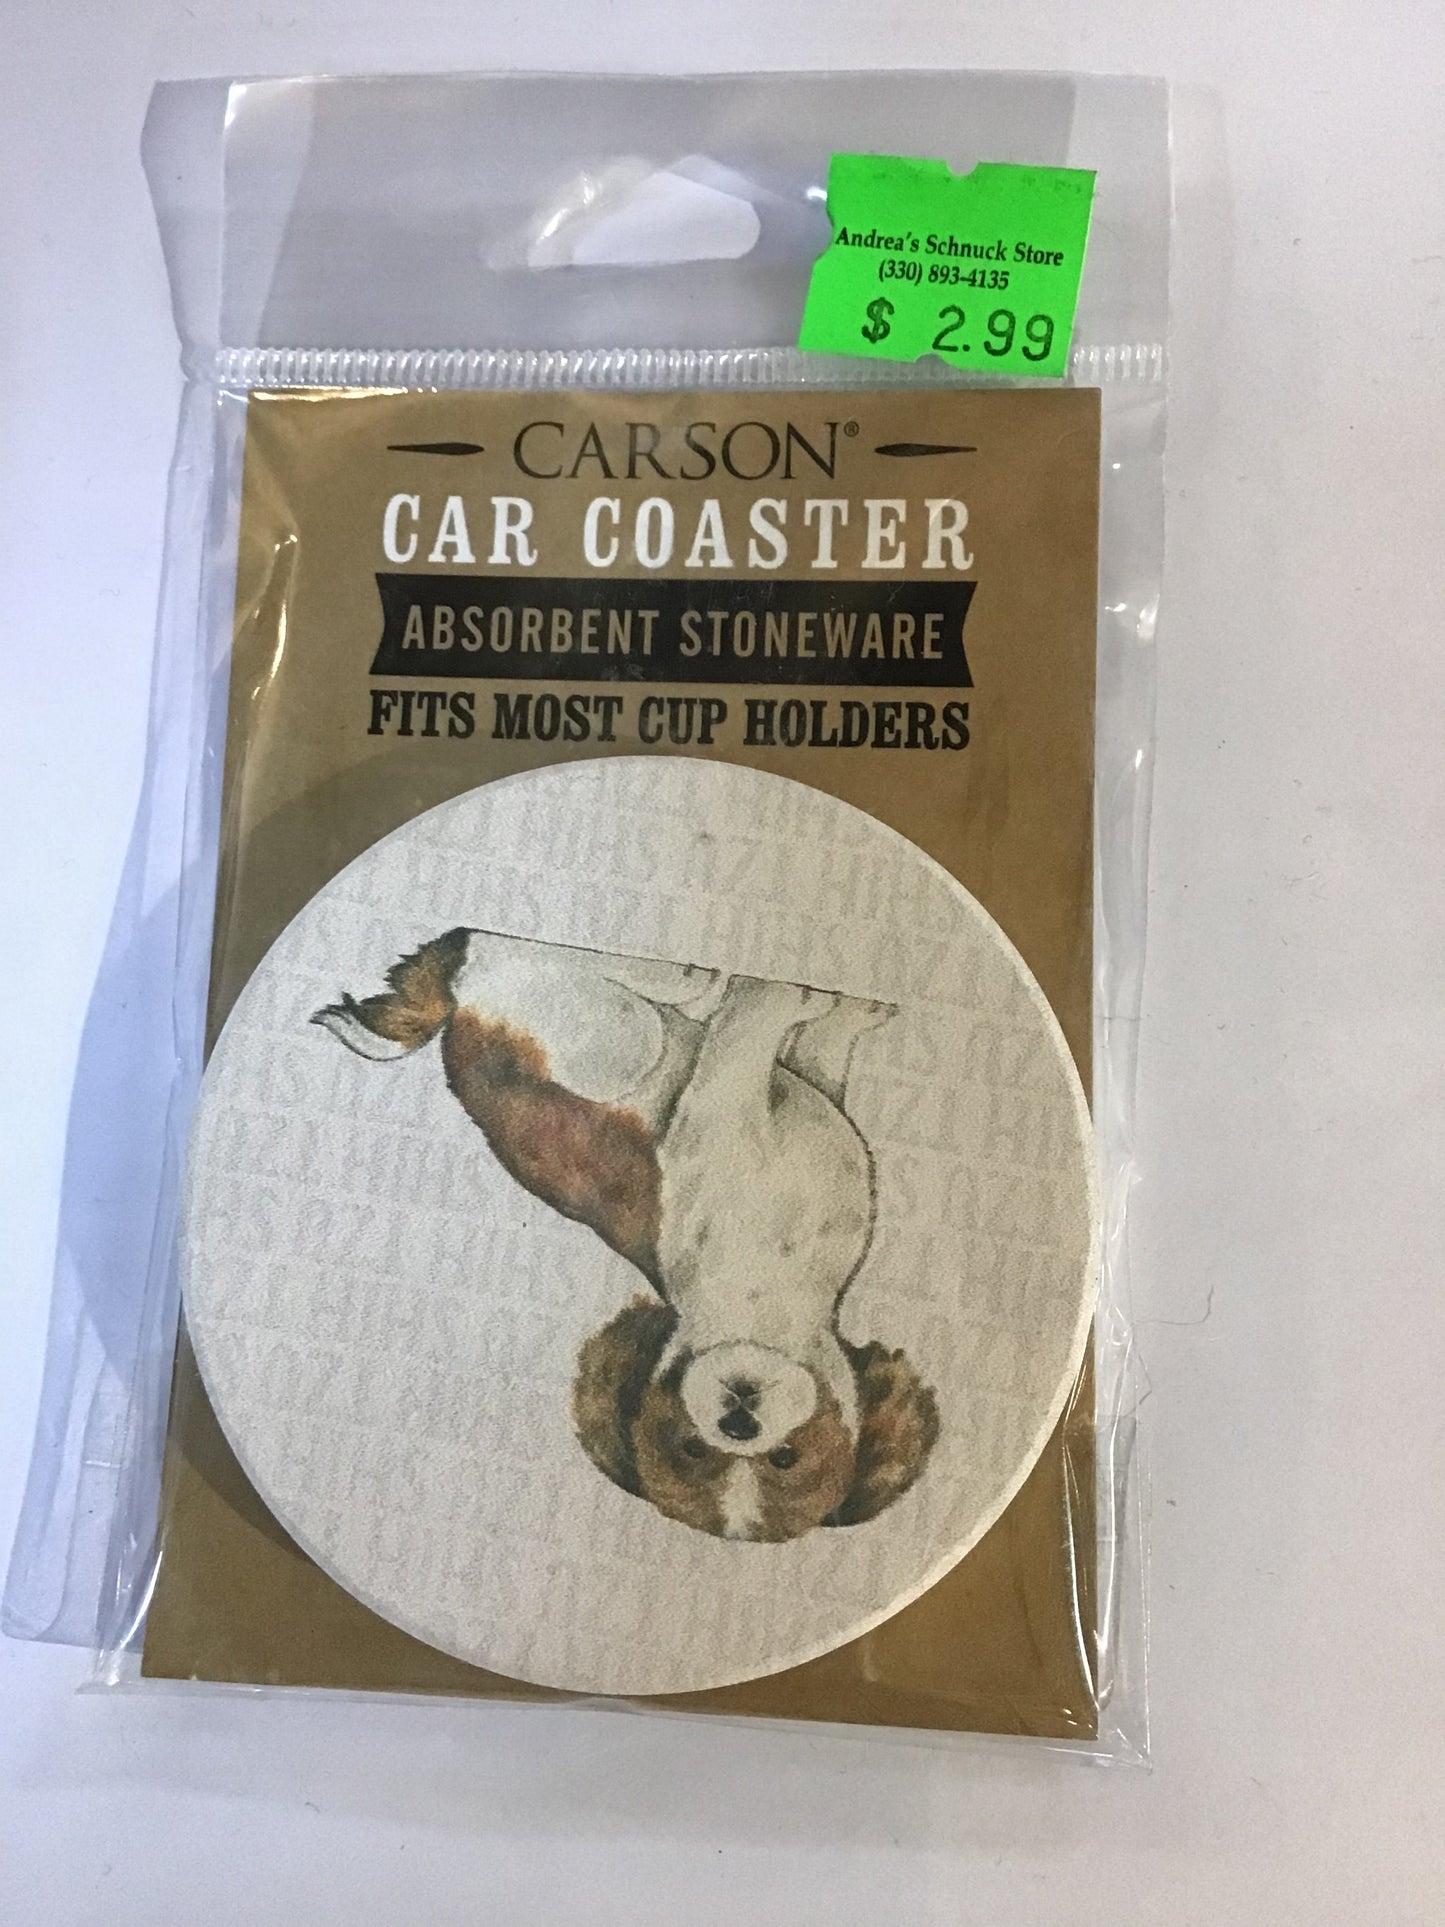 Andrea's Schnuck Store
(330) 893-4135
$ 2.99
CARSON®
CAR COASTER
ABSORBENT STONEWARE
FITS MOST CUP HOLDERS